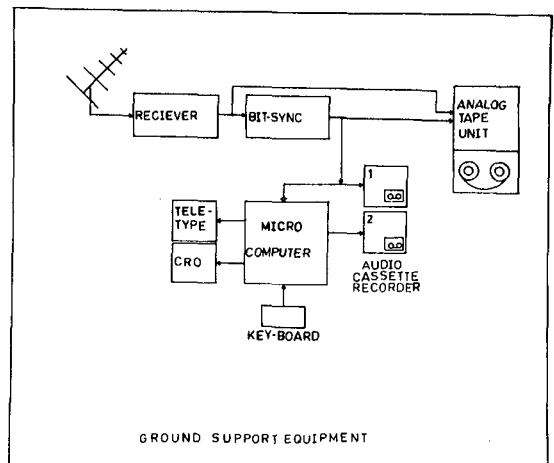 RECIEVER
BIT-SYNC
ANALOG
TAPE
UNIT
1
TELE-
TYPE
MICRO
COMPUTER
2
CRO
AUDIO
CASSETTE
RECORDER
KEY-BOARD
GROUND SUPPORT EQUIPMENT